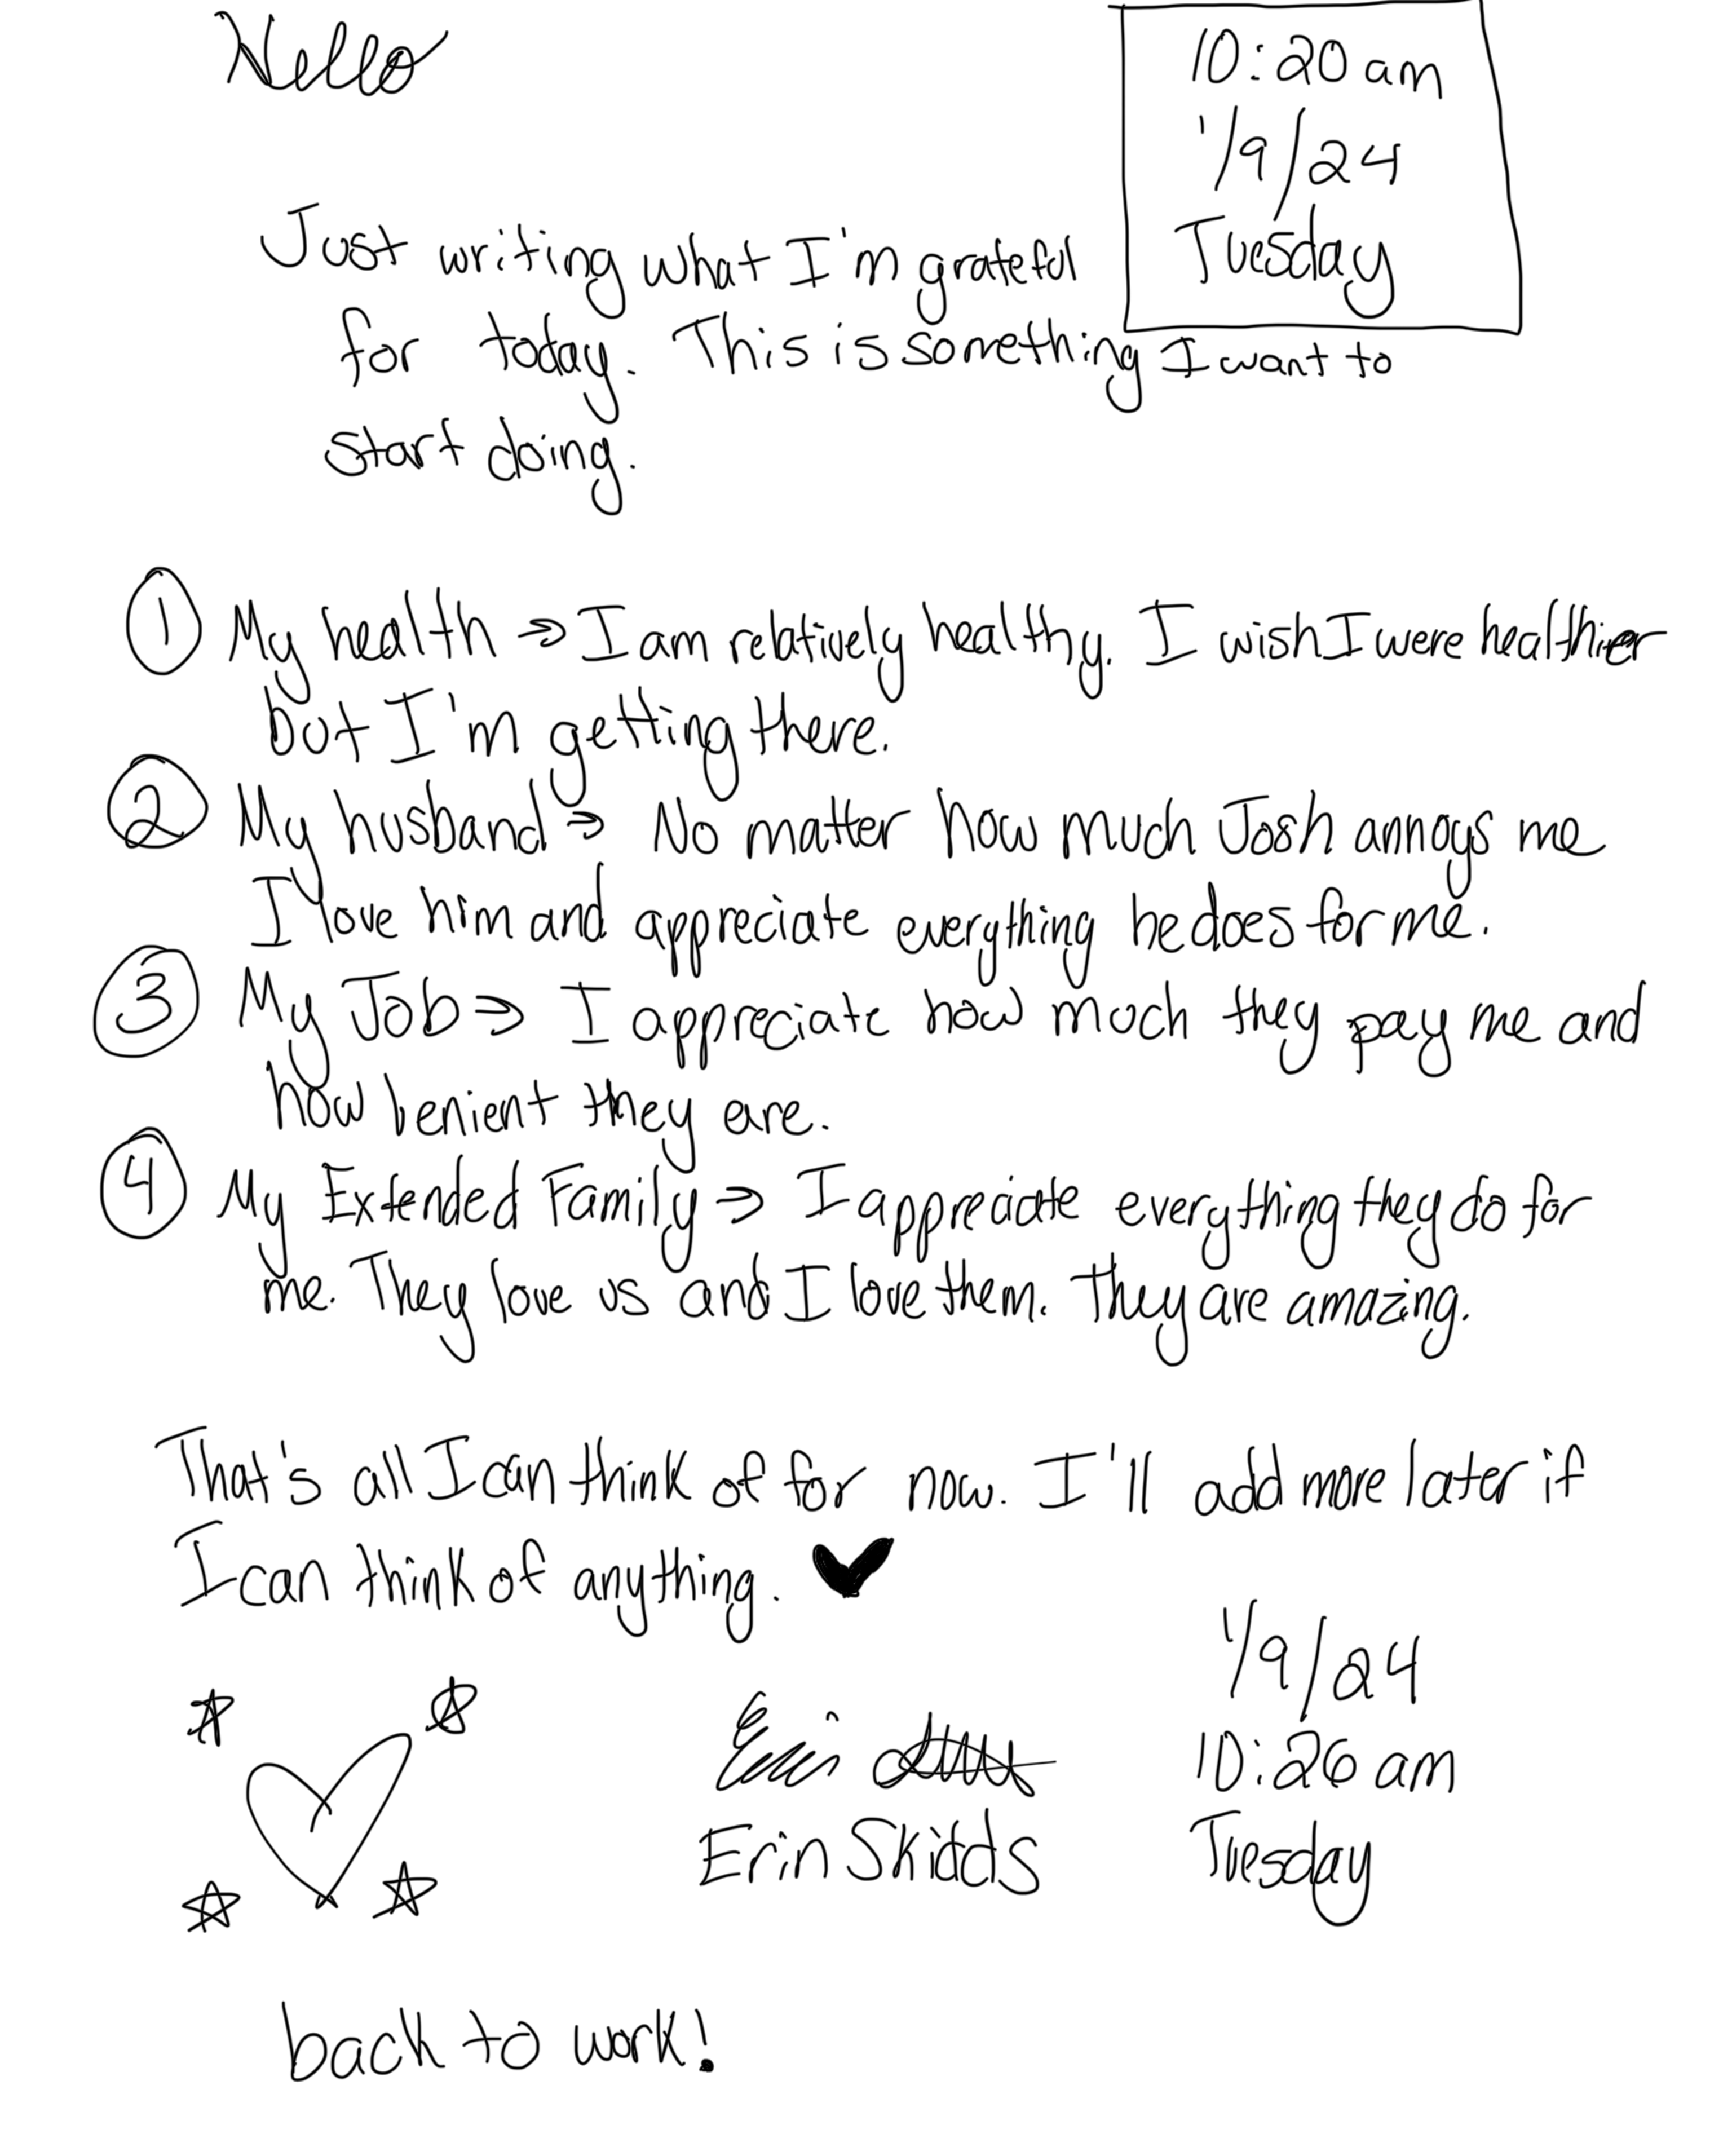 Hello
10:20 am
1/9/24
Tuesday
Just writing what I'm grateful
for today. This is something I want to
start doing.
① My health ⇒ I am relatively healthy. I wish I were healthier
but I'm getting there.
② My husband ⇒ No matter how much Josh annoys me
I love him and appreciate everything he does for me.
③ My Job ⇒ I appreciate how much they pay me and
how lenient they are.
④ My Extended Family ⇒ I appreciate everything they do for
me. They love us and I love them. They are amazing.
That's all I can think of for now. I'll add more later if
I can think of anything. ♥
1/9/24
10:26 am
Tuesday
Erin
Erin
back to work!